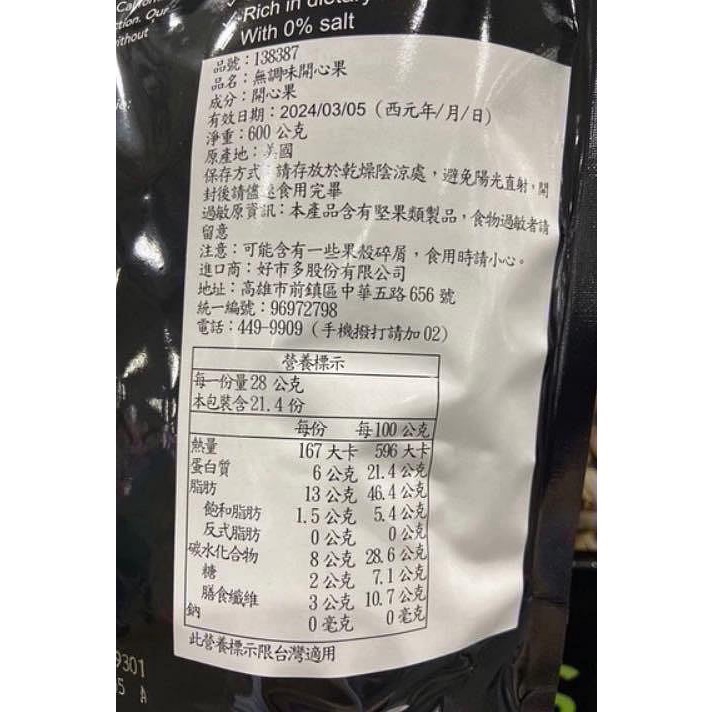 tion. Our
ithout
Rich in
With 0% salt
品號：138387
品名：無調味開心果
成分：開心果
有效日期：2024/03/05（西元年/月/日）
淨重：600 公克
原產地：美國
保存方式：請存放於乾燥陰涼處，避免陽光直射，開
封後請儘速食用完畢
過敏原資訊：本產品含有堅果類製品，食物過敏者請
留意
注意：可能含有一些果殼碎屑，食用時請小心。
進口商：好市多股份有限公司
地址：高雄市前鎮區中華五路 656 號
統一編號：96972798
電話：449-9909（手機撥打請加 02）
營養標示
每一份量 28 公克
本包裝含 21.4 份
每份 每 100 公克
熱量 167 大卡 596 大卡
蛋白質 6 公克 21.4 公克
脂肪 13 公克 46.4 公克
飽和脂肪 1.5 公克 5.4 公克
反式脂肪 0 公克 0 公克
碳水化合物 8 公克 28.6 公克
糖 2 公克 7.1 公克
膳食纖維 3 公克 10.7 公克
鈉 0 毫克 0 毫克
此營養標示限台灣適用
9301
5 A